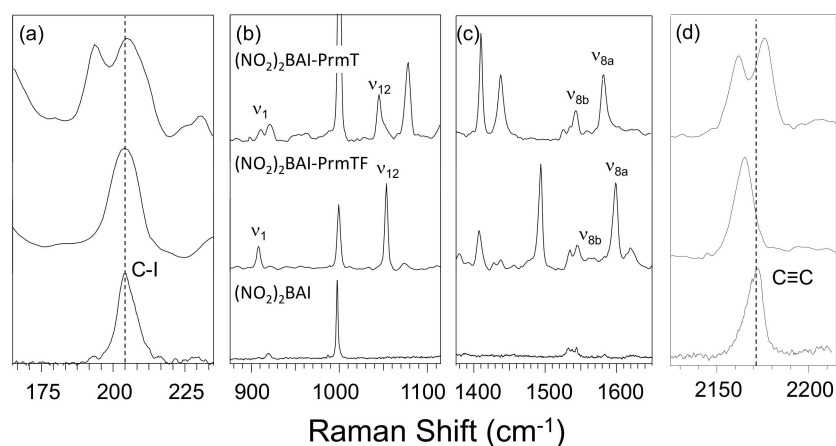 (a)
(b)
(c)
(d)
(NO₂)₂BAI-PrmT
ν₁
ν₁₂
ν₈b
ν₈a
(NO₂)₂BAI-PrmTF
ν₁
ν₁₂
ν₈b
ν₈a
C-I
(NO₂)₂BAI
C≡C
175 200 225
900 1000 1100
1400 1500 1600
2150 2200
Raman Shift (cm⁻¹)